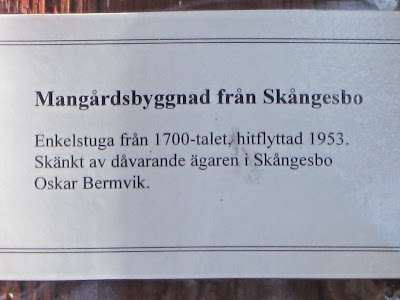 Mangårdsbyggnad från Skångesbo
Enkelstuga från 1700-talet, hitflyttad 1953.
Skänkt av dåvarande ägaren i Skångesbo
Oskar Bermvik.